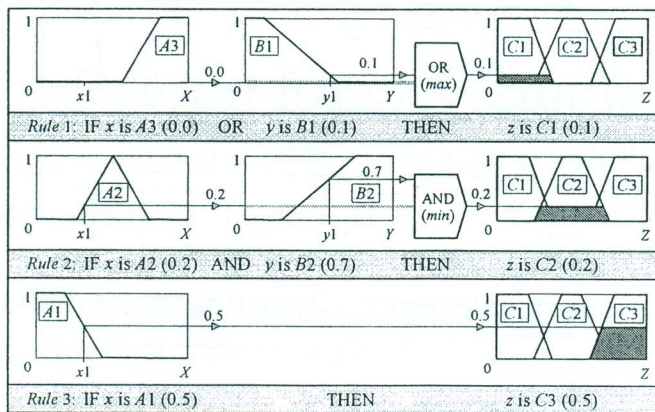 1 A3 1 B1 0.1 OR (max) 0.1 1 C1 C2 C3
0.0
0 x1 X 0 y1 Y 0 Z
Rule 1: IF x is A3 (0.0) OR y is B1 (0.1) THEN z is C1 (0.1)
1 A2 0.2 1 0.7 B2 AND (min) 0.2 1 C1 C2 C3
0 x1 X 0 y1 Y 0 Z
Rule 2: IF x is A2 (0.2) AND y is B2 (0.7) THEN z is C2 (0.2)
1 A1 0.5 0.5 1 C1 C2 C3
0 x1 X 0 Z
Rule 3: IF x is A1 (0.5) THEN z is C3 (0.5)